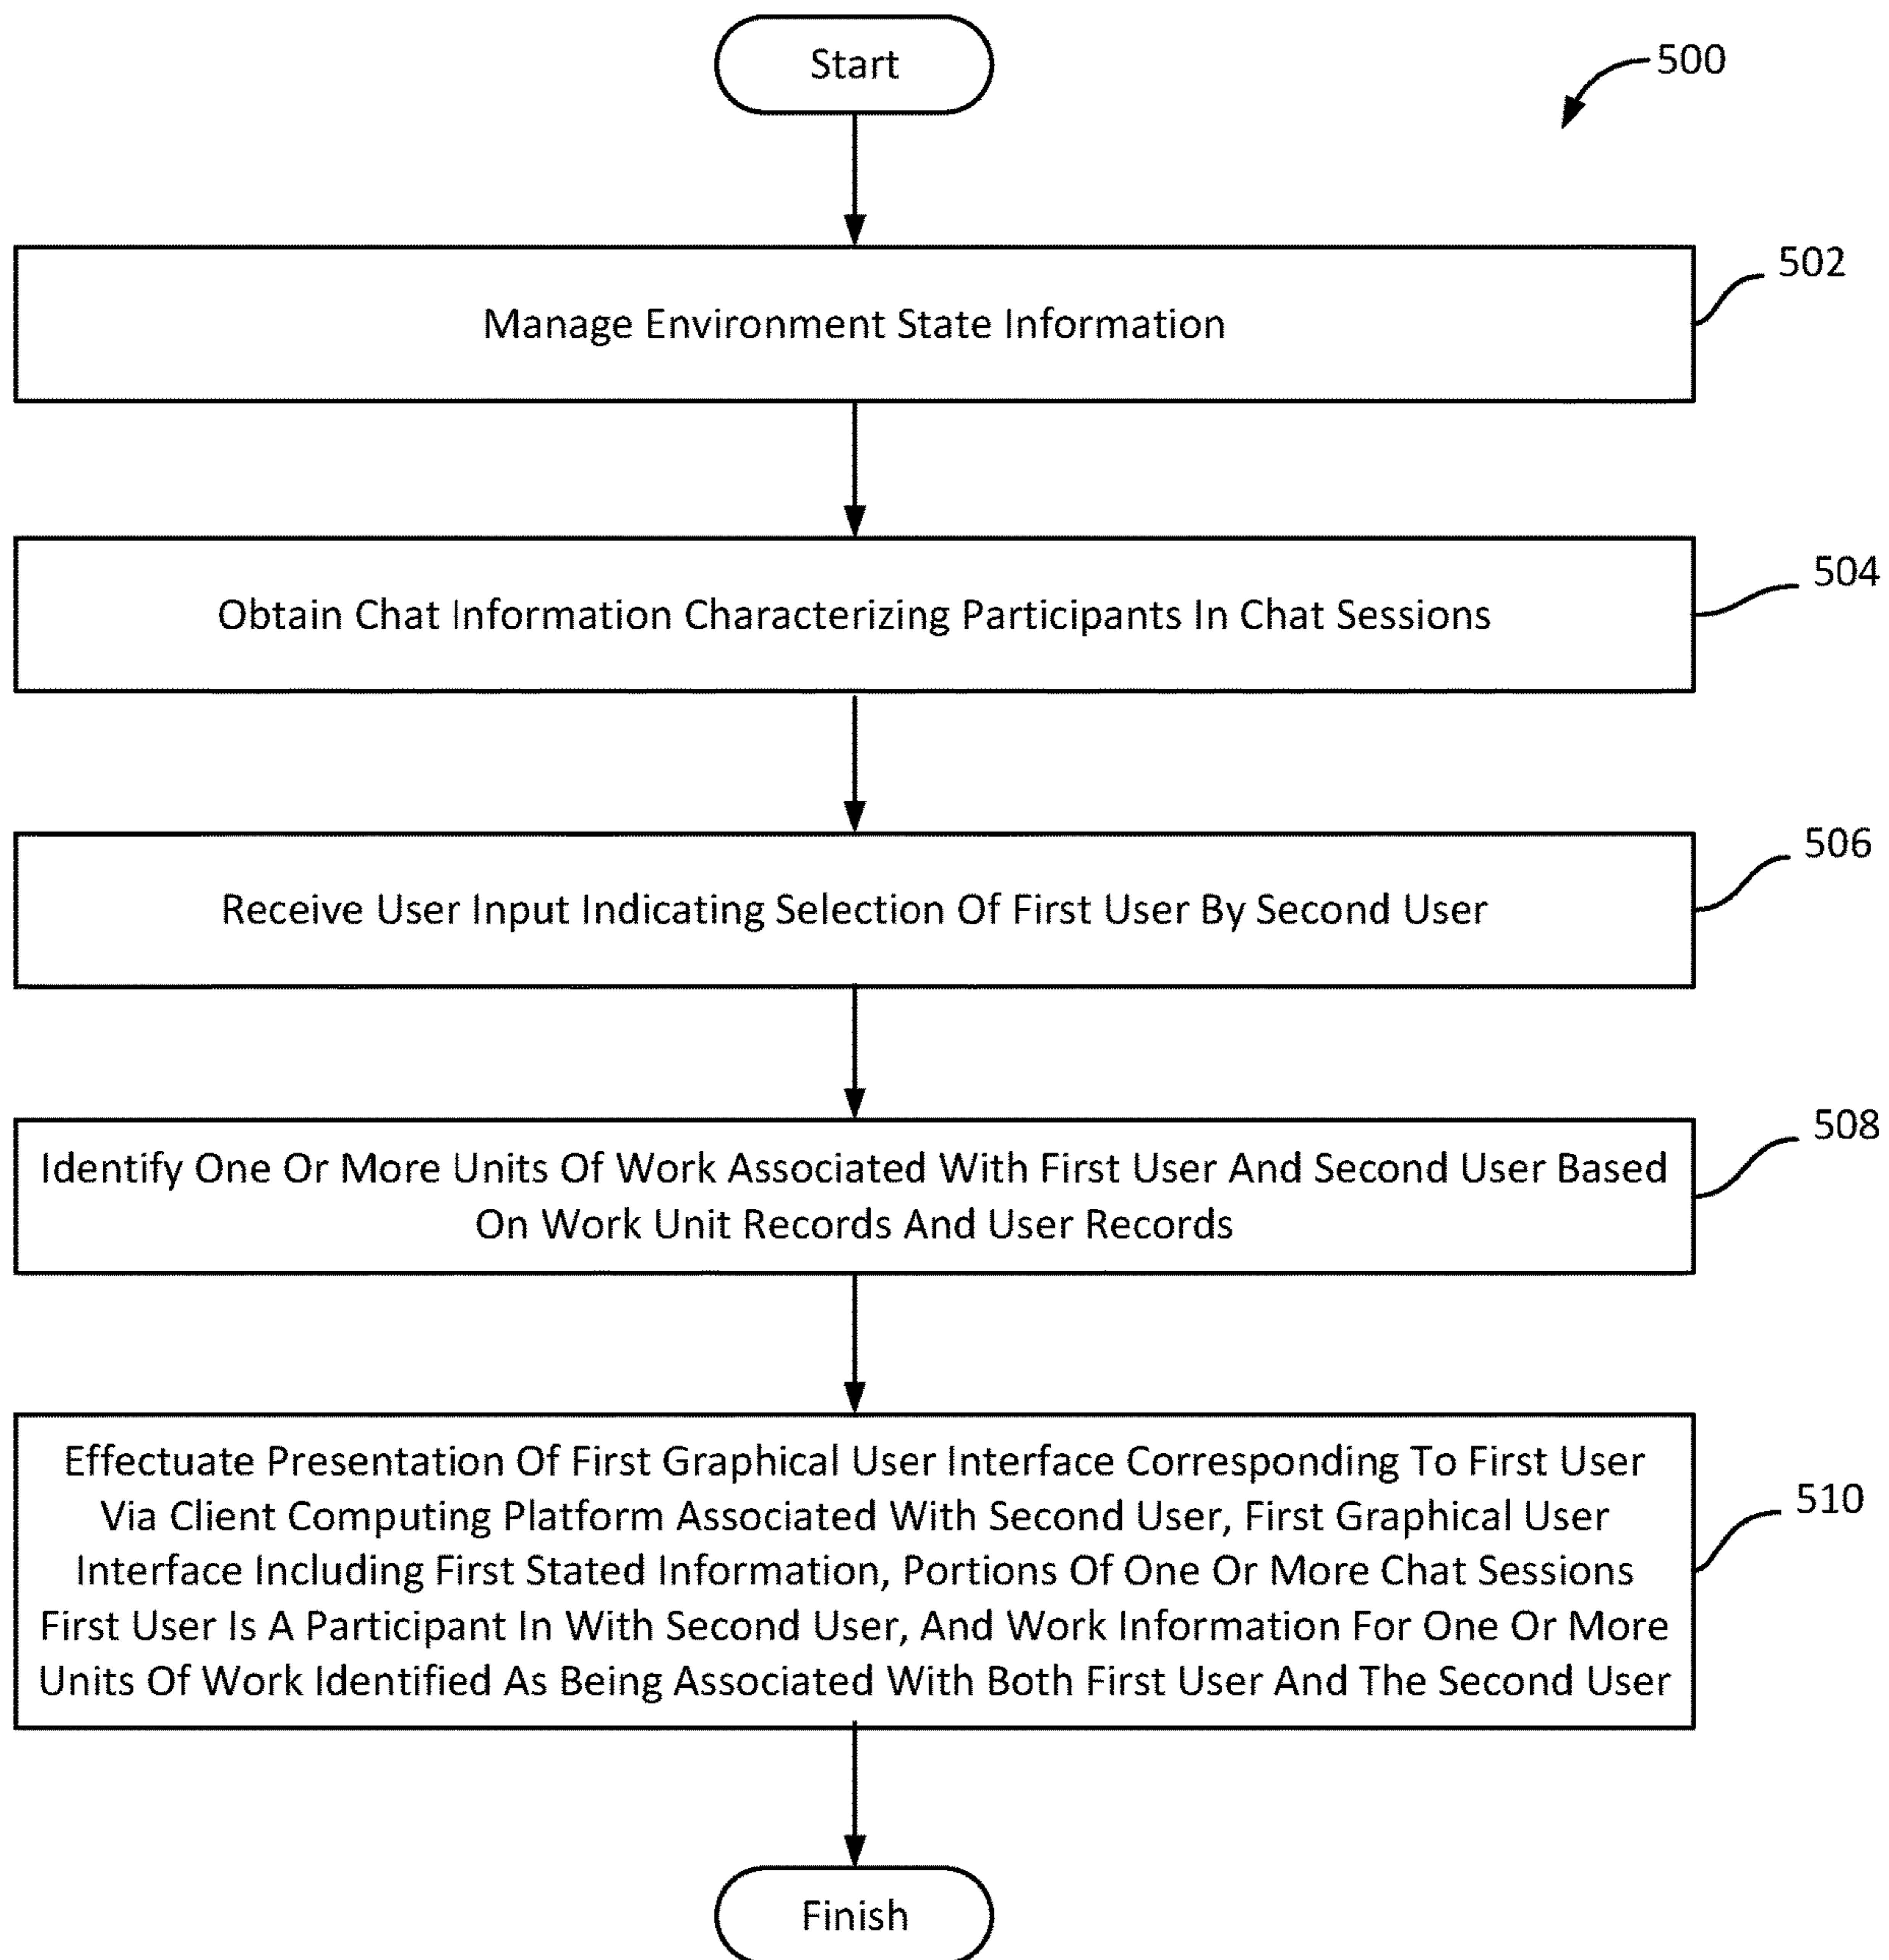 Start
500
502
Manage Environment State Information
504
Obtain Chat Information Characterizing Participants In Chat Sessions
506
Receive User Input Indicating Selection Of First User By Second User
508
Identify One Or More Units Of Work Associated With First User And Second User Based
On Work Unit Records And User Records
Effectuate Presentation Of First Graphical User Interface Corresponding To First User
510
Via Client Computing Platform Associated With Second User, First Graphical User
Interface Including First Stated Information, Portions Of One Or More Chat Sessions
First User Is A Participant In With Second User, And Work Information For One Or More
Units Of Work Identified As Being Associated With Both First User And The Second User
Finish